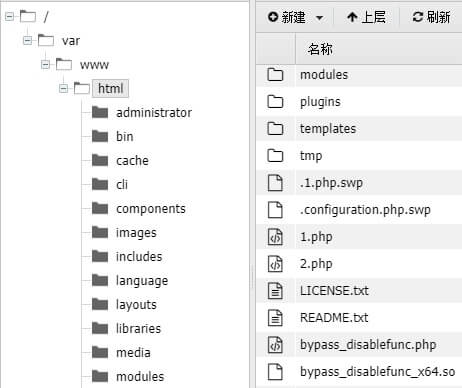 /
var
www
html
administrator
bin
cache
cli
components
images
includes
language
layouts
libraries
media
modules
新建 上层 刷新
名称
modules
plugins
templates
tmp
.1.php.swp
.configuration.php.swp
1.php
2.php
LICENSE.txt
README.txt
bypass_disablefunc.php
bypass_disablefunc_x64.so